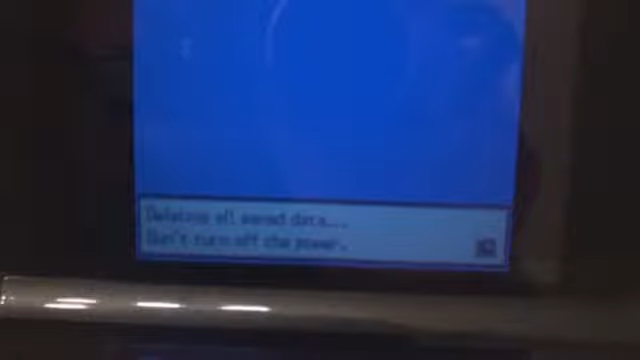 Deleting all saved data...
Don't turn off the power.